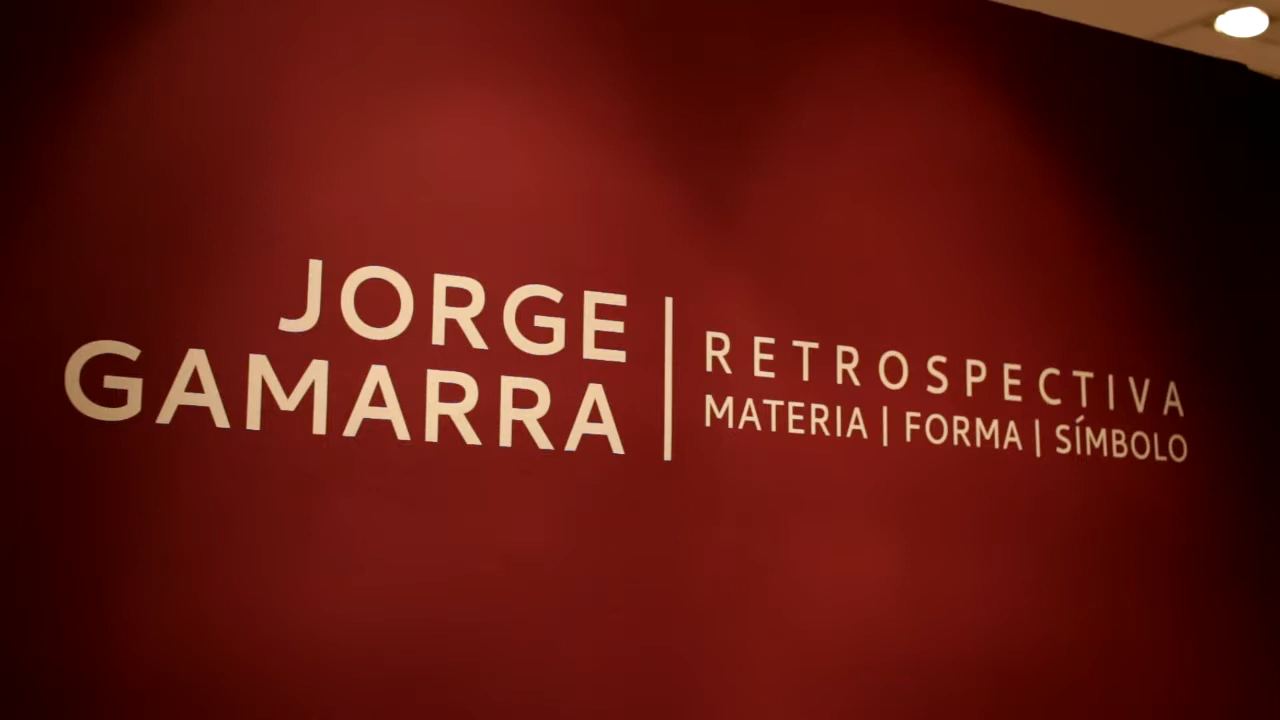 JORGE
GAMARRA
RETROSPECTIVA
MATERIA | FORMA | SÍMBOLO